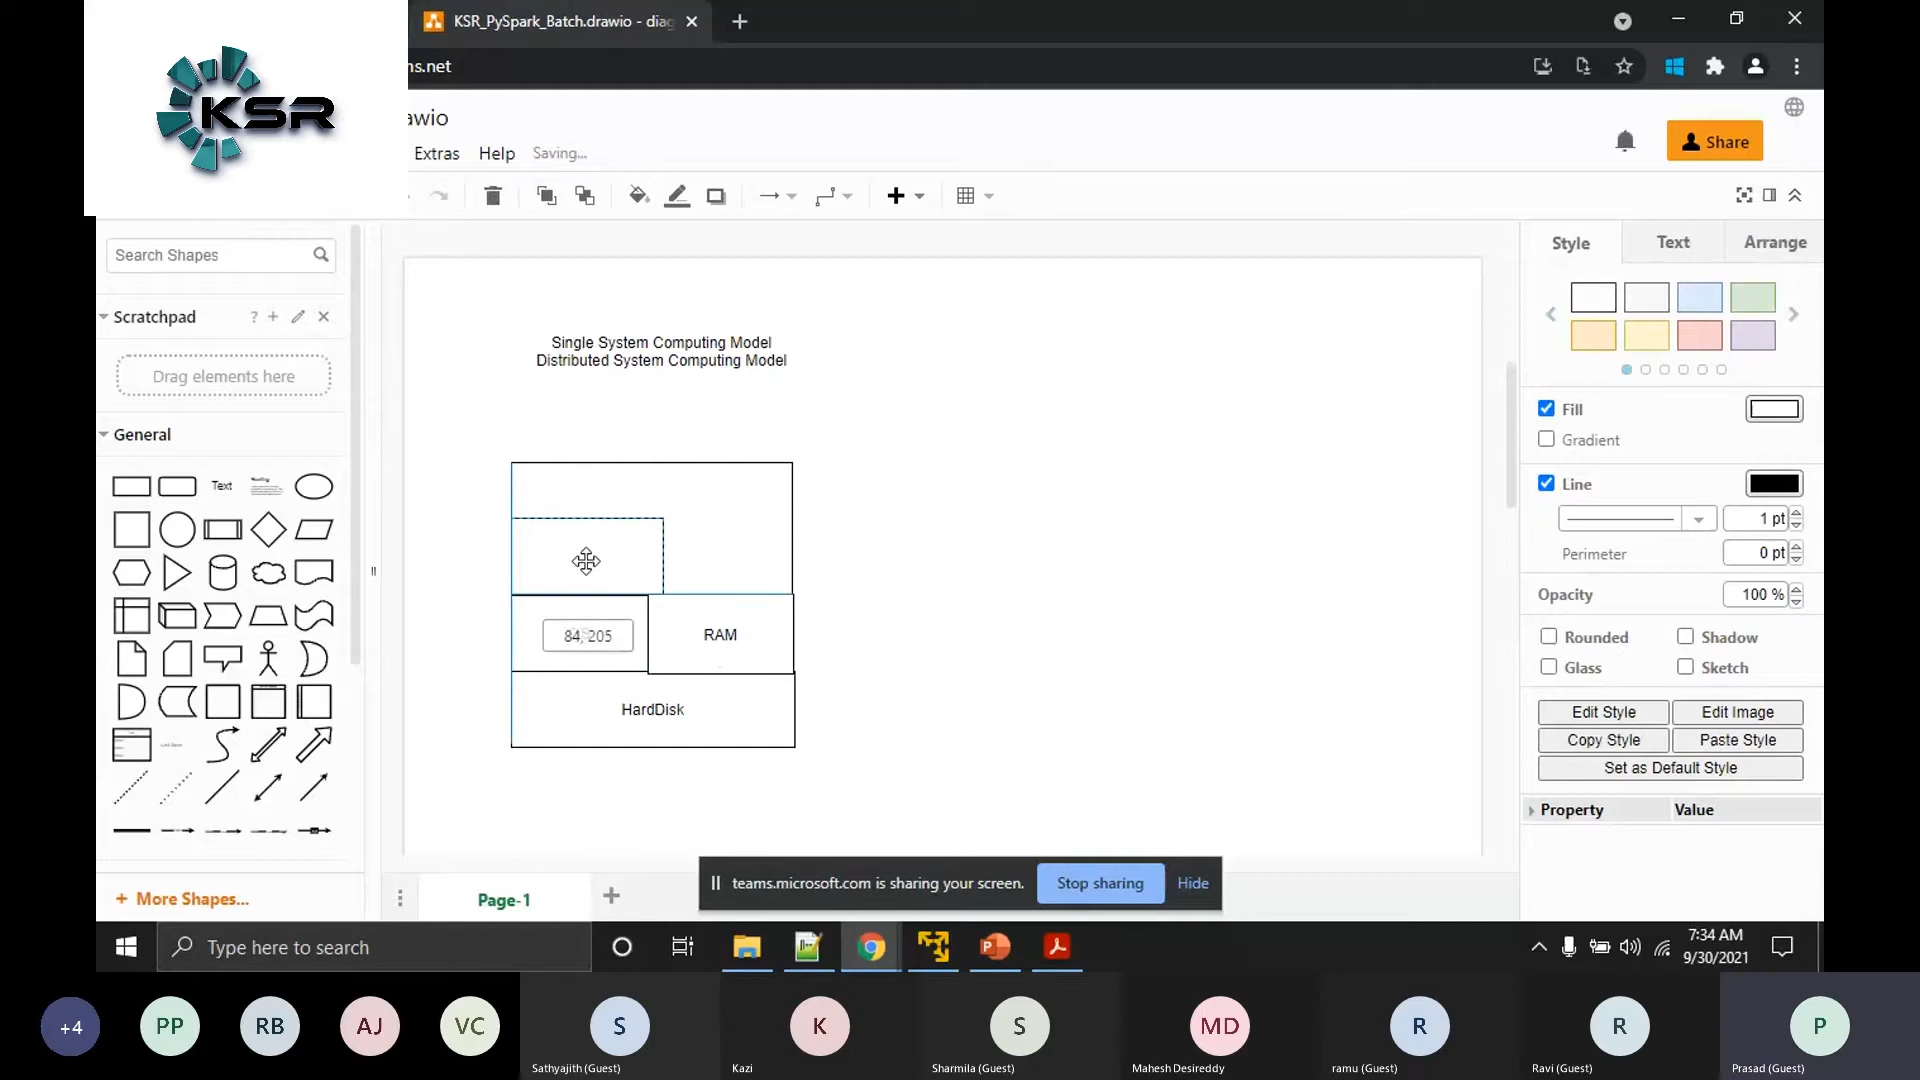 KSR
KSR_PySpark_Batch.drawio - diag
ns.net
awio
Extras
Help
Saving...
Share
Search Shapes
Scratchpad
?
Drag elements here
General
Text
Heading
More Shapes...
Single System Computing Model
Distributed System Computing Model
84, 205
RAM
HardDisk
Style
Text
Arrange
Fill
Gradient
Line
1 pt
Perimeter
0 pt
Opacity
100 %
Rounded
Shadow
Glass
Sketch
Edit Style
Edit Image
Copy Style
Paste Style
Set as Default Style
Property
Value
Page-1
teams.microsoft.com is sharing your screen.
Stop sharing
Hide
Type here to search
7:34 AM
9/30/2021
+4
PP
RB
AJ
VC
S
K
S
MD
R
R
P
Sathyajith (Guest)
Kazi
Sharmila (Guest)
Mahesh Desireddy
ramu (Guest)
Ravi (Guest)
Prasad (Guest)